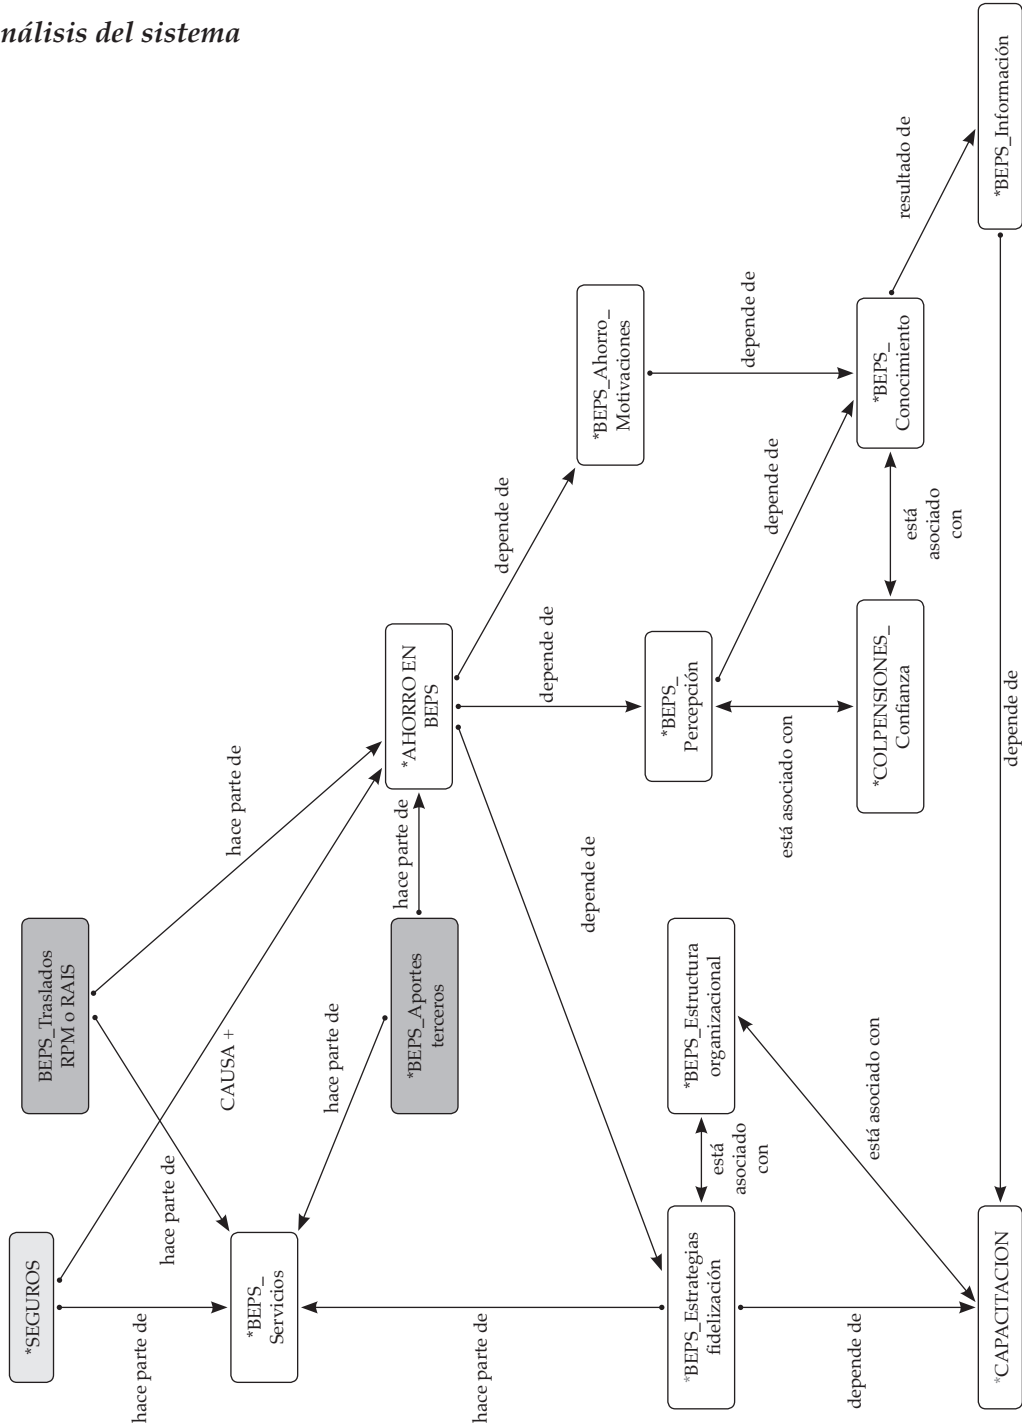 nálisis del sistema
*SEGUROS
BEPS_Traslados
RPM o RAIS
hace parte de
hace parte de
CAUSA +
hace parte de
*BEPS_
Servicios
hace parte de
*BEPS_Aportes
terceros
hace parte de
*AHORRO EN
BEPS
hace parte de
depende de
depende de
depende de
*BEPS_Estrategias
fidelización
está
asociado
con
*BEPS_Estructura
organizacional
*BEPS_
Percepción
*BEPS_Ahorro_
Motivaciones
depende de
está asociado con
está asociado con
depende de
depende de
*COLPENSIONES_
Confianza
está
asociado
con
*BEPS_
Conocimiento
resultado de
*CAPACITACION
depende de
*BEPS_Información